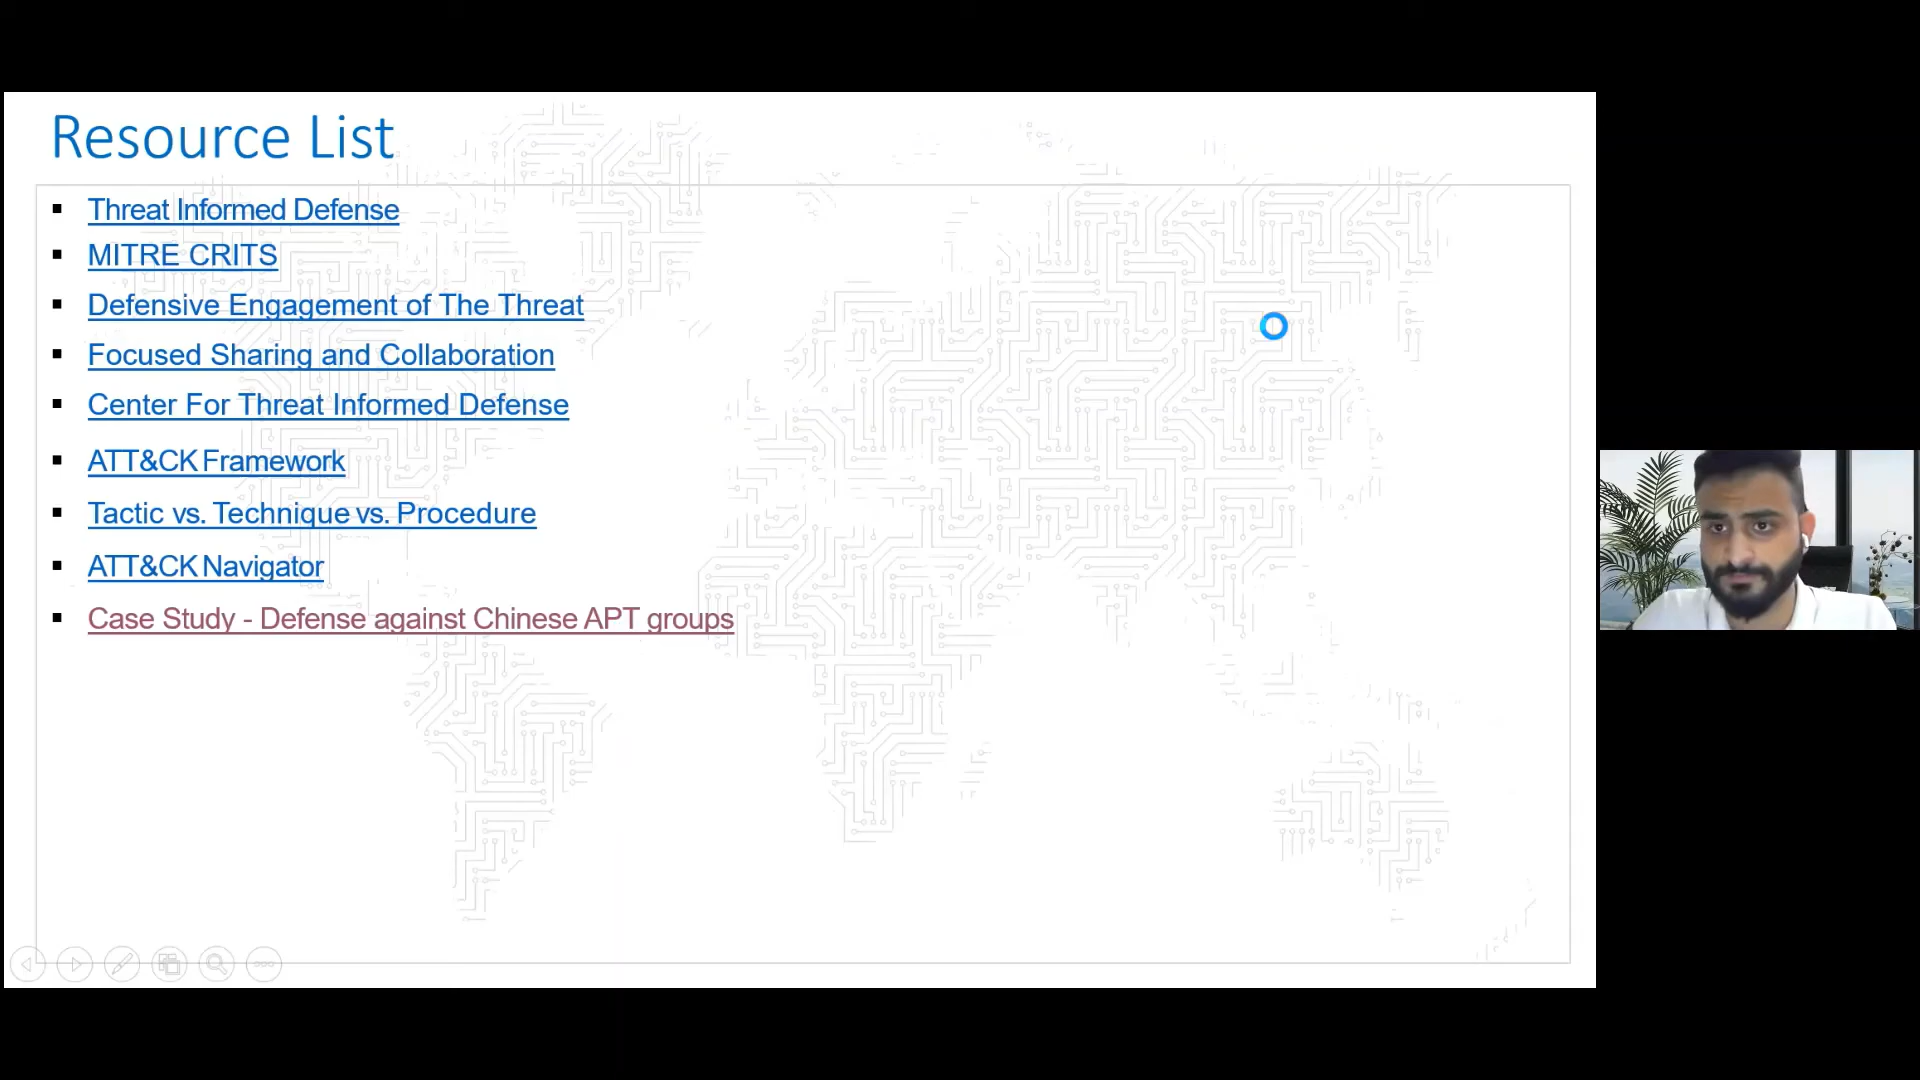 Resource List
Threat Informed Defense
MITRE CRITS
Defensive Engagement of The Threat
Focused Sharing and Collaboration
Center For Threat Informed Defense
ATT&CK Framework
Tactic vs. Technique vs. Procedure
ATT&CK Navigator
Case Study - Defense against Chinese APT groups